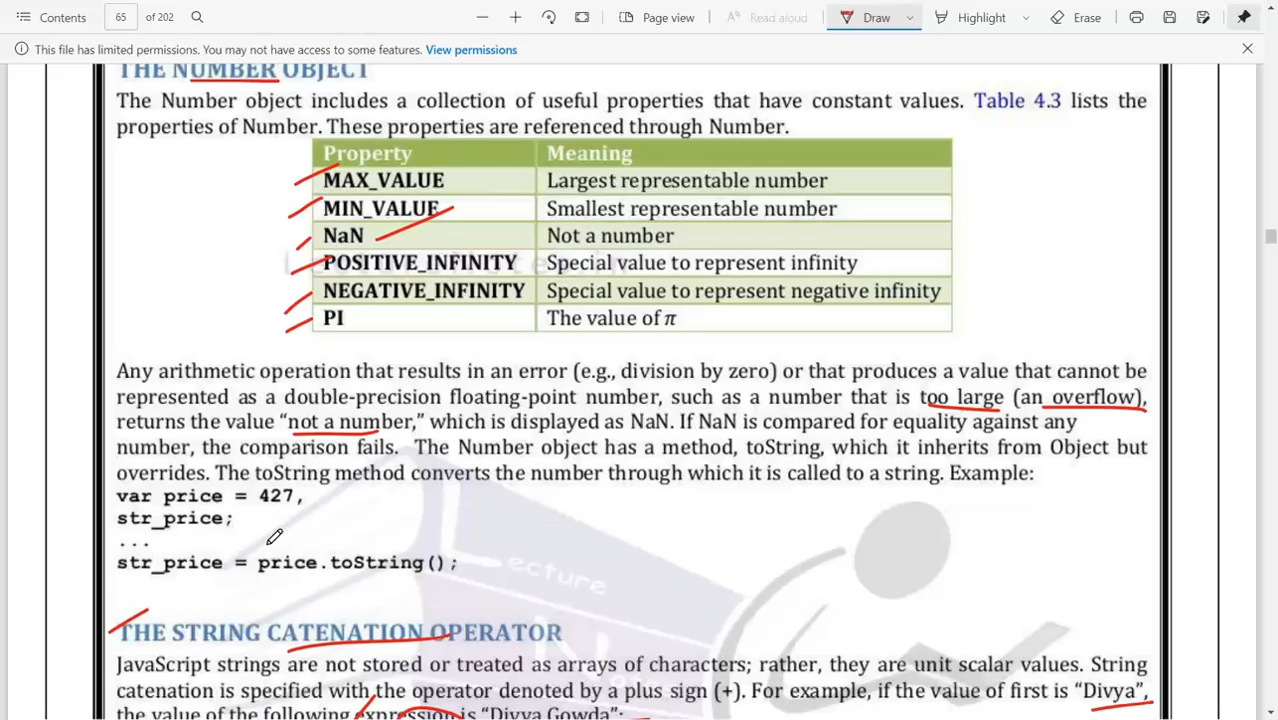 Contents
65 of 202
Page view
Read aloud
Draw
Highlight
Erase
This file has limited permissions. You may not have access to some features. View permissions
THE NUMBER OBJECT
The Number object includes a collection of useful properties that have constant values. Table 4.3 lists the
properties of Number. These properties are referenced through Number.
Property Meaning
MAX_VALUE Largest representable number
MIN_VALUE Smallest representable number
NaN Not a number
POSITIVE_INFINITY Special value to represent infinity
NEGATIVE_INFINITY Special value to represent negative infinity
PI The value of π
Any arithmetic operation that results in an error (e.g., division by zero) or that produces a value that cannot be
represented as a double-precision floating-point number, such as a number that is too large (an overflow),
returns the value “not a number,” which is displayed as NaN. If NaN is compared for equality against any
number, the comparison fails. The Number object has a method, toString, which it inherits from Object but
overrides. The toString method converts the number through which it is called to a string. Example:
var price = 427,
str_price;
...
str_price = price.toString();
ecture
THE STRING CATENATION OPERATOR
JavaScript strings are not stored or treated as arrays of characters; rather, they are unit scalar values. String
catenation is specified with the operator denoted by a plus sign (+). For example, if the value of first is “Divya”,
the value of the following expression is “Divya Gowda”: